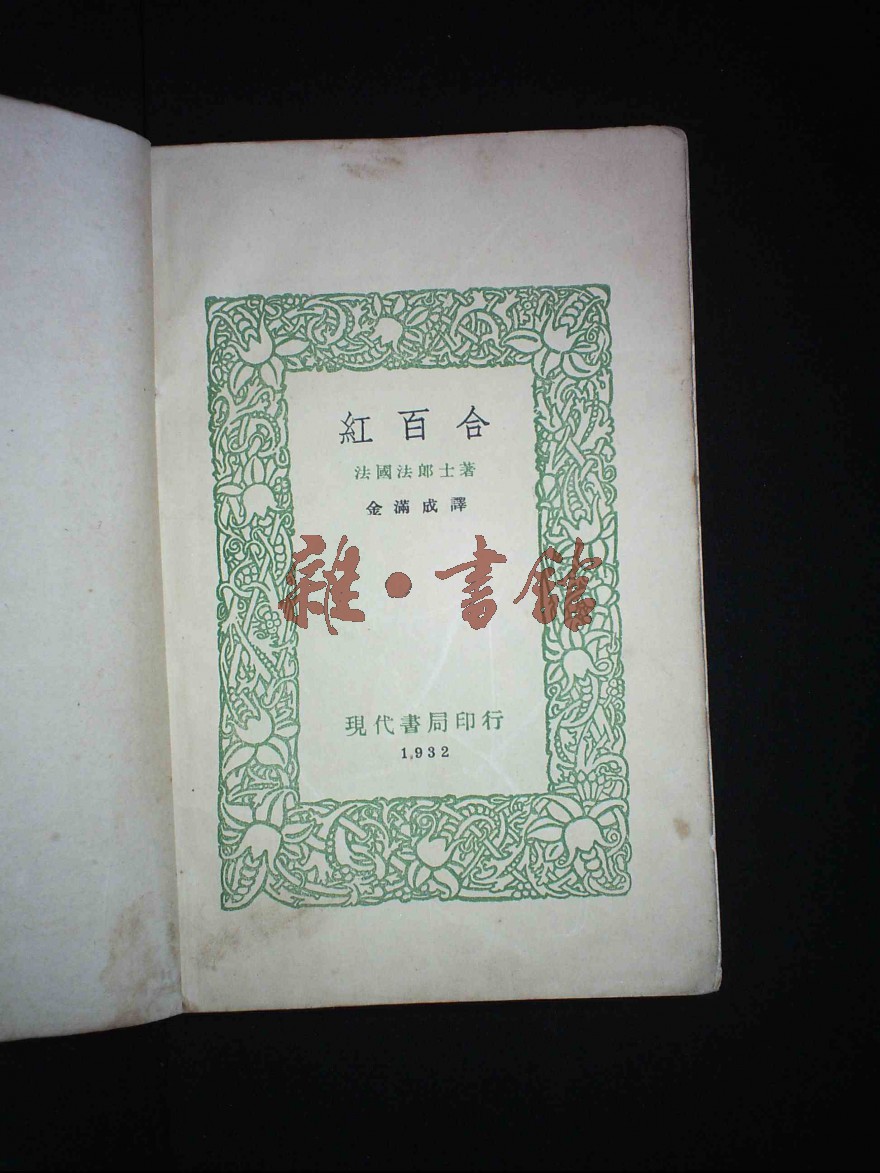 紅百合
法國法郎士著
金滿成譯
雜·書館
現代書局印行
1932